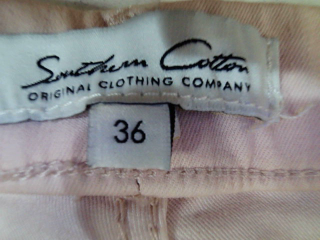 Southern Cotton
ORIGINAL CLOTHING COMPANY
36